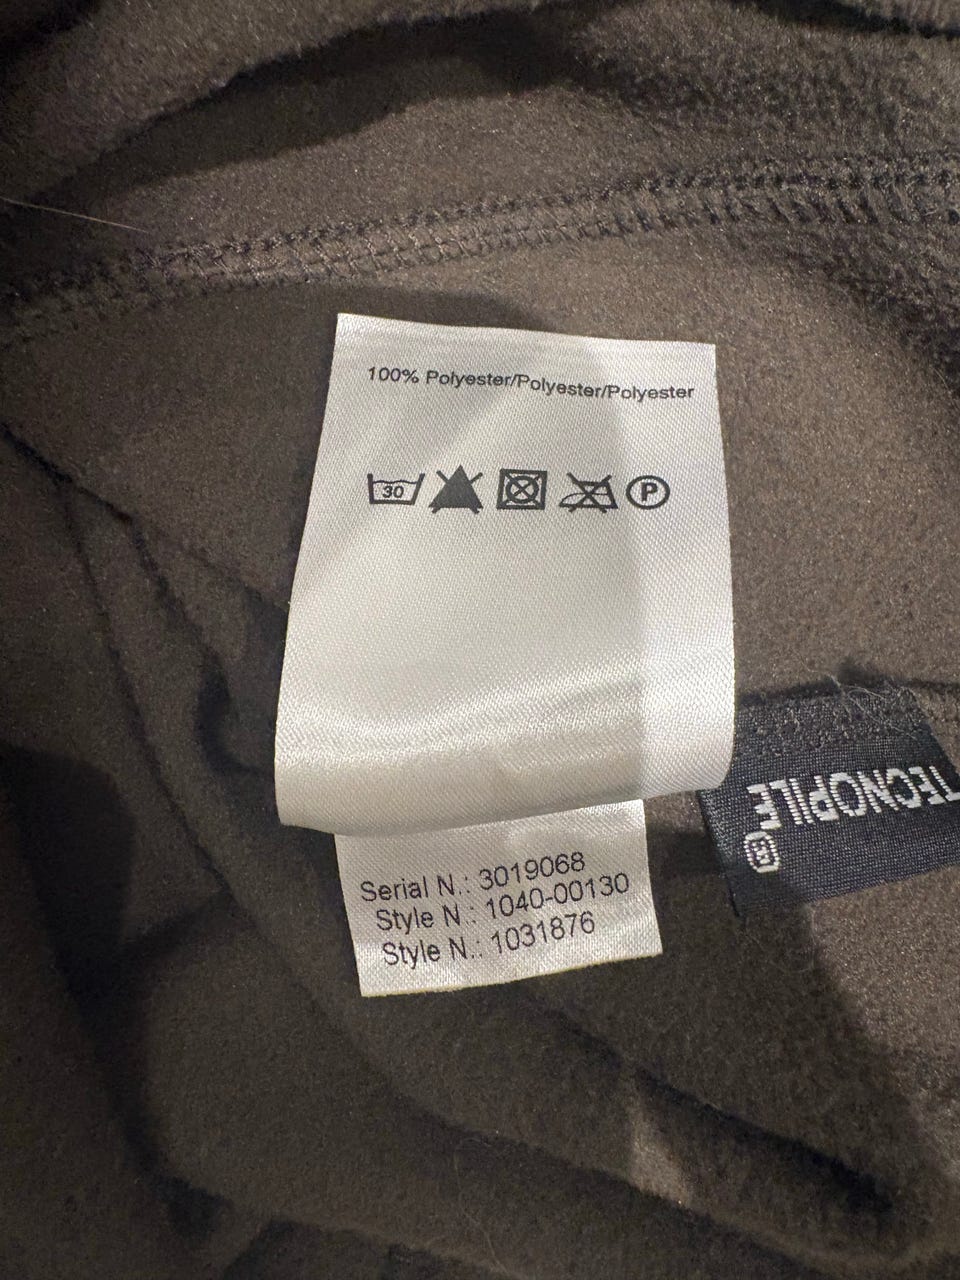 100% Polyester/Polyester/Polyester
30
P
Serial N.: 3019068
Style N.: 1040-00130
Style N.: 1031876
TECNOPILE